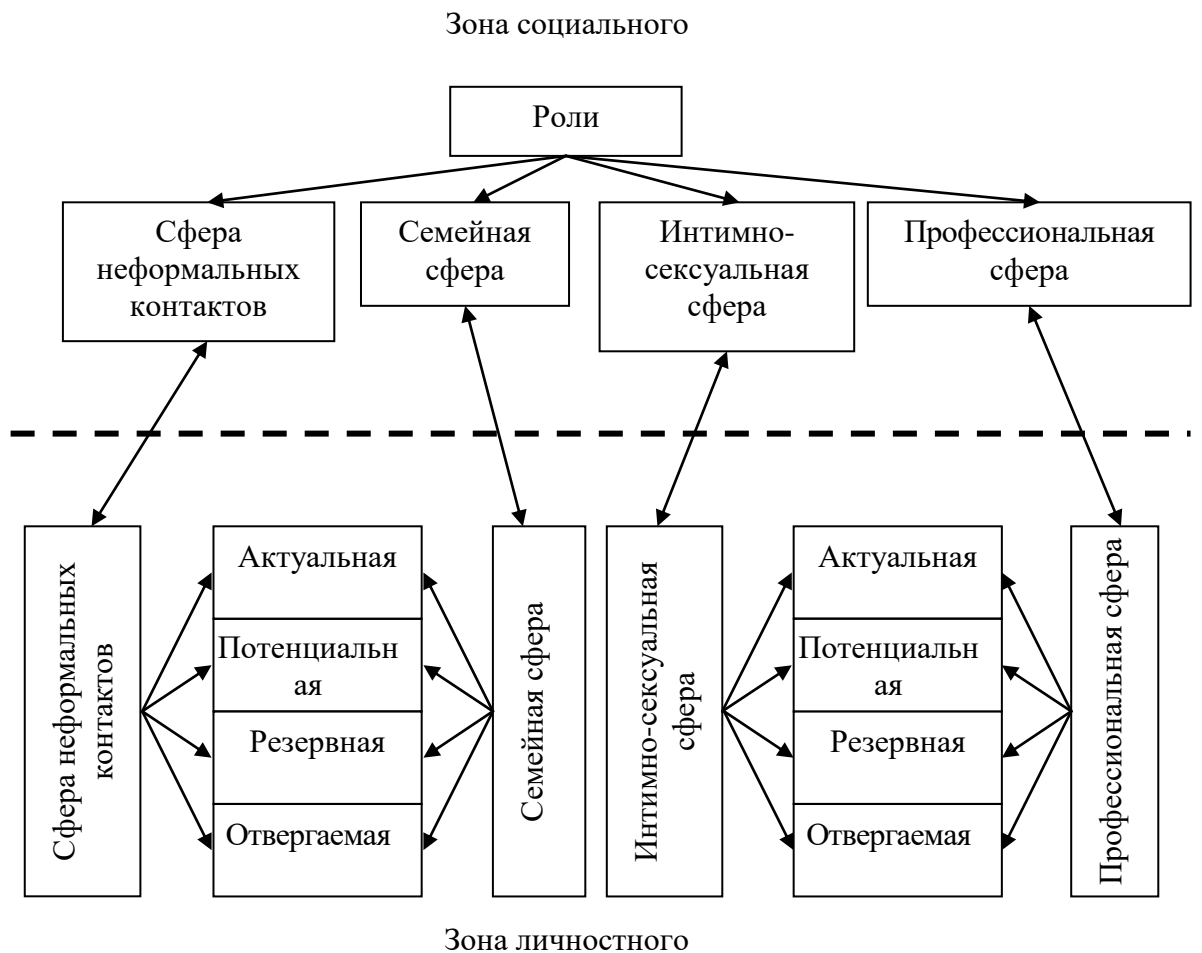 Зона социального
Роли
Сфера
неформальных
контактов
Семейная
сфера
Интимно-
сексуальная
сфера
Профессиональная
сфера
Сфера неформальных
контактов
Актуальная
Потенциальн
ая
Резервная
Отвергаемая
Семейная сфера
Интимно-сексуальная
сфера
Актуальная
Потенциальн
ая
Резервная
Отвергаемая
Профессиональная сфера
Зона личностного